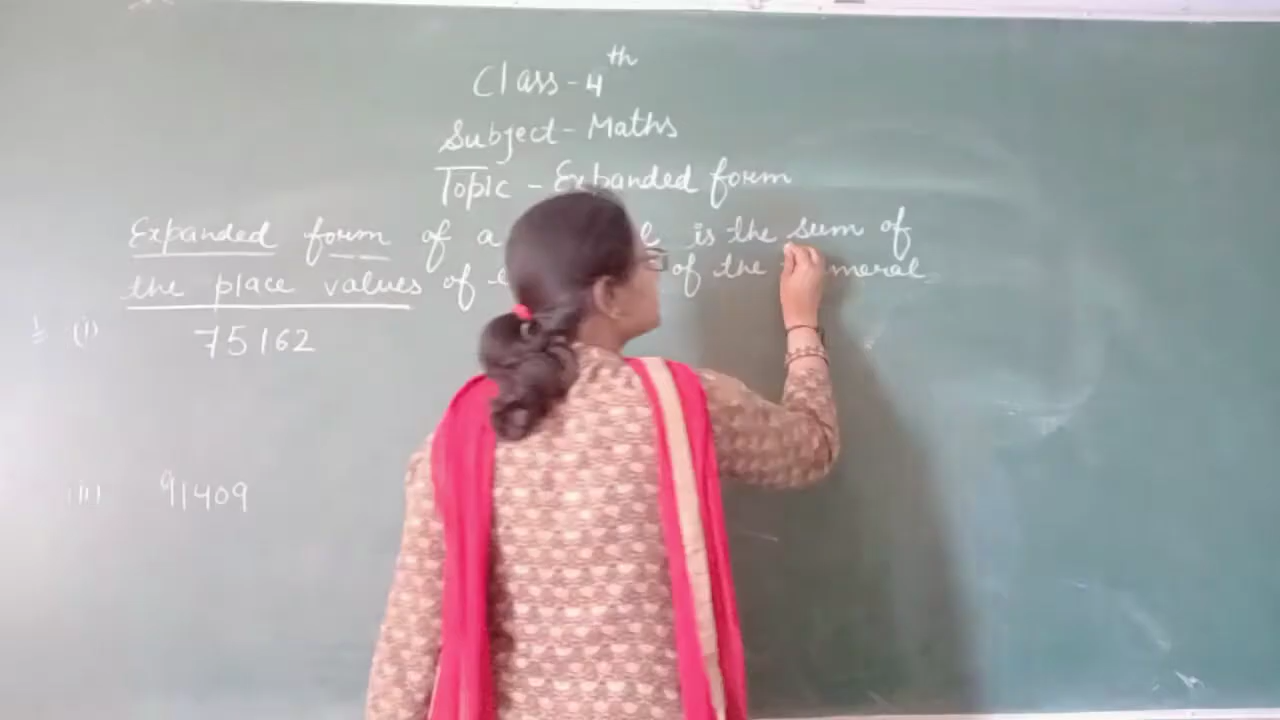 Class - 4th
Subject - Maths
Topic - Expanded form
Expanded form of a is the sum of
the place values of of the
(i) 75162
(ii) 91409